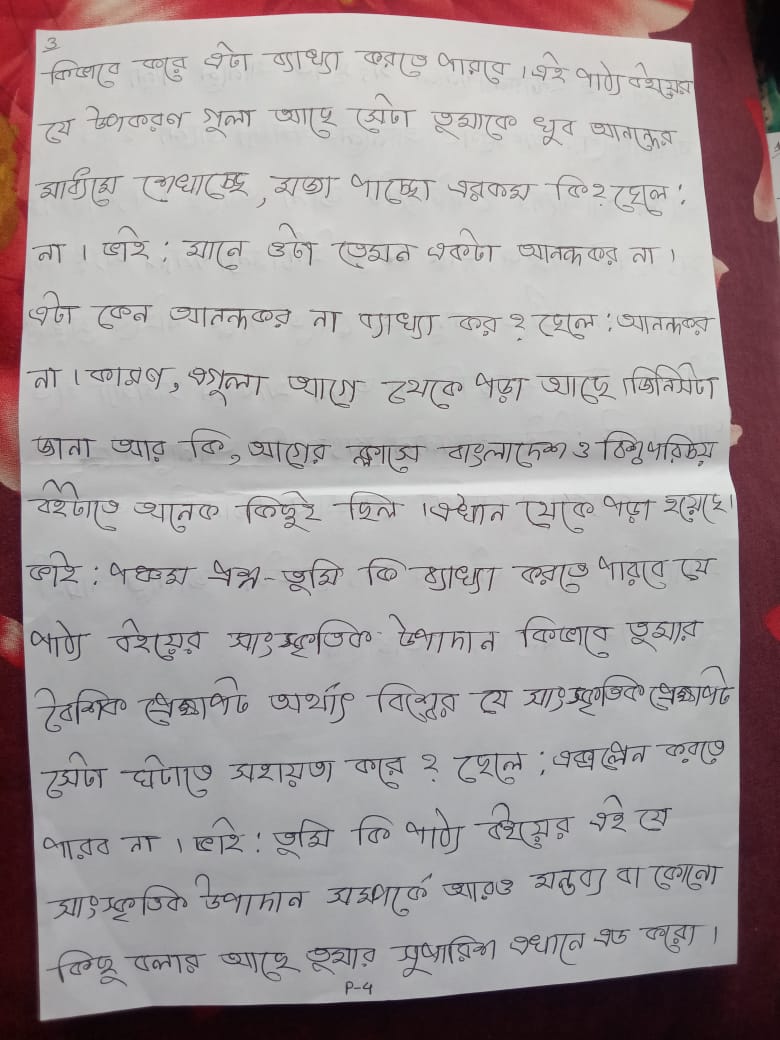 3
কিভাবে করে এটা ব্যাখ্যা করতে পারবে । এই পাঠ্য বইয়ের
যে উপকরণ গুলা আছে সেটা তুমাকে খুব আনন্দের
মাধ্যমে শেখাচ্ছে, মজা পাচ্ছো এরকম কি? ছেলে :
না । ভাই : মানে ওটা তেমন একটা আনন্দকর না ।
এটা কেন আনন্দকর না ব্যাখ্যা কর ? ছেলে : আনন্দকর
না । কারণ, এগুলা আগে থেকে পড়া আছে । জিনিসটা
জানা আর কি, আগের ক্লাসে বাংলাদেশ ও বিশ্বপরিচয়
বইটাতে অনেক কিছুই ছিল । এখান থেকে পড়া হয়েছে।
ভাই : পঞ্চম প্রশ্ন - তুমি কি ব্যাখ্যা করতে পারবে যে
পাঠ্য বইয়ের সাংস্কৃতিক উপাদান কিভাবে তুমার
বৈশ্বিক প্রেক্ষাপট অর্থাৎ বিশ্বের যে সাংস্কৃতিক প্রেক্ষাপট
সেটা ঘটাতে সহায়তা করে ? ছেলে : এক্সপ্লেন করতে
পারব না । ভাই : তুমি কি পাঠ্য বইয়ের এই যে
সাংস্কৃতিক উপাদান সম্পর্কে আরও মন্তব্য বা কোনো
কিছু বলার আছে তুমার সুপারিশ এখানে এড করো ।
P-4